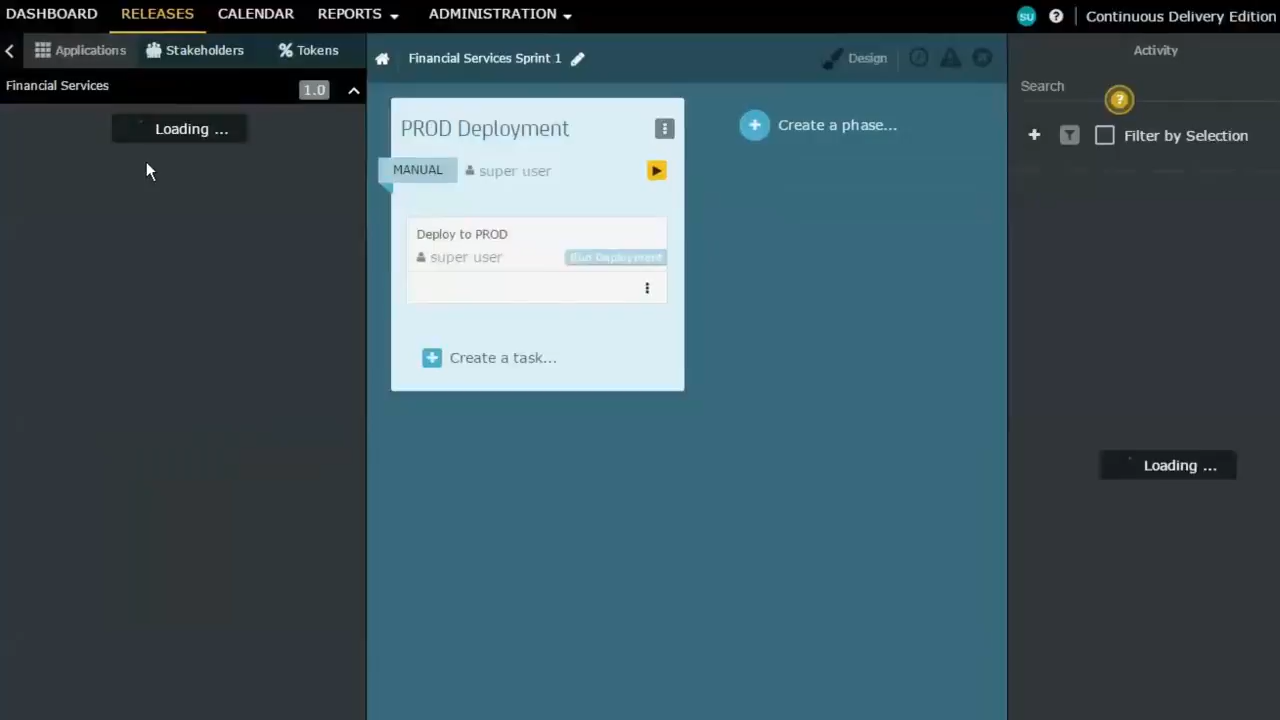 DASHBOARD RELEASES CALENDAR REPORTS ADMINISTRATION SU ? Continuous Delivery Edition
Applications Stakeholders Tokens
Financial Services 1.0
Loading ...
Financial Services Sprint 1 Design
PROD Deployment
MANUAL super user
Deploy to PROD
super user Run Deployment
Create a task...
Create a phase...
Activity
Search
?
Filter by Selection
Loading ...